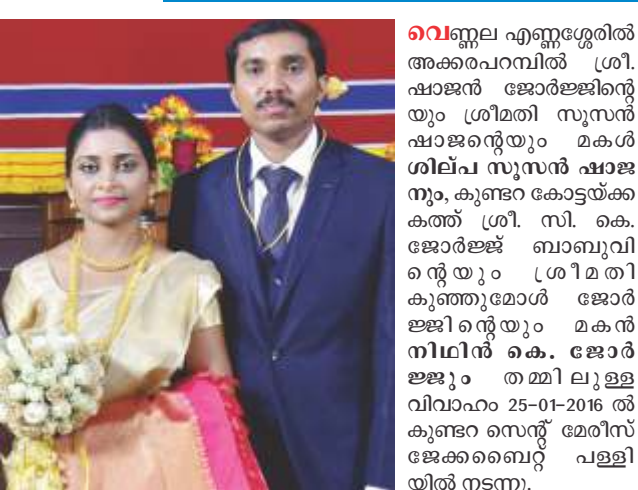 വെണ്ണല എണ്ണശ്ശേരിൽ
അക്കരപറമ്പിൽ ശ്രീ.
ഷാജൻ ജോർജ്ജിന്റെ
യും ശ്രീമതി സൂസൻ
ഷാജന്റെയും മകൾ
ശില്പ സൂസൻ ഷാജ
നും, കുണ്ടറ കോട്ടയ്ക്ക
കത്ത് ശ്രീ. സി. കെ.
ജോർജ്ജ് ബാബുവി
ന്റെയും ശ്രീമതി
കുഞ്ഞുമോൾ ജോർ
ജ്ജിന്റെയും മകൻ
നിഥിൻ കെ. ജോർ
ജ്ജും തമ്മിലുള്ള
വിവാഹം 25-01-2016 ൽ
കുണ്ടറ സെന്റ് മേരീസ്
ജേക്കബൈറ്റ് പള്ളി
യിൽ നടന്നു.